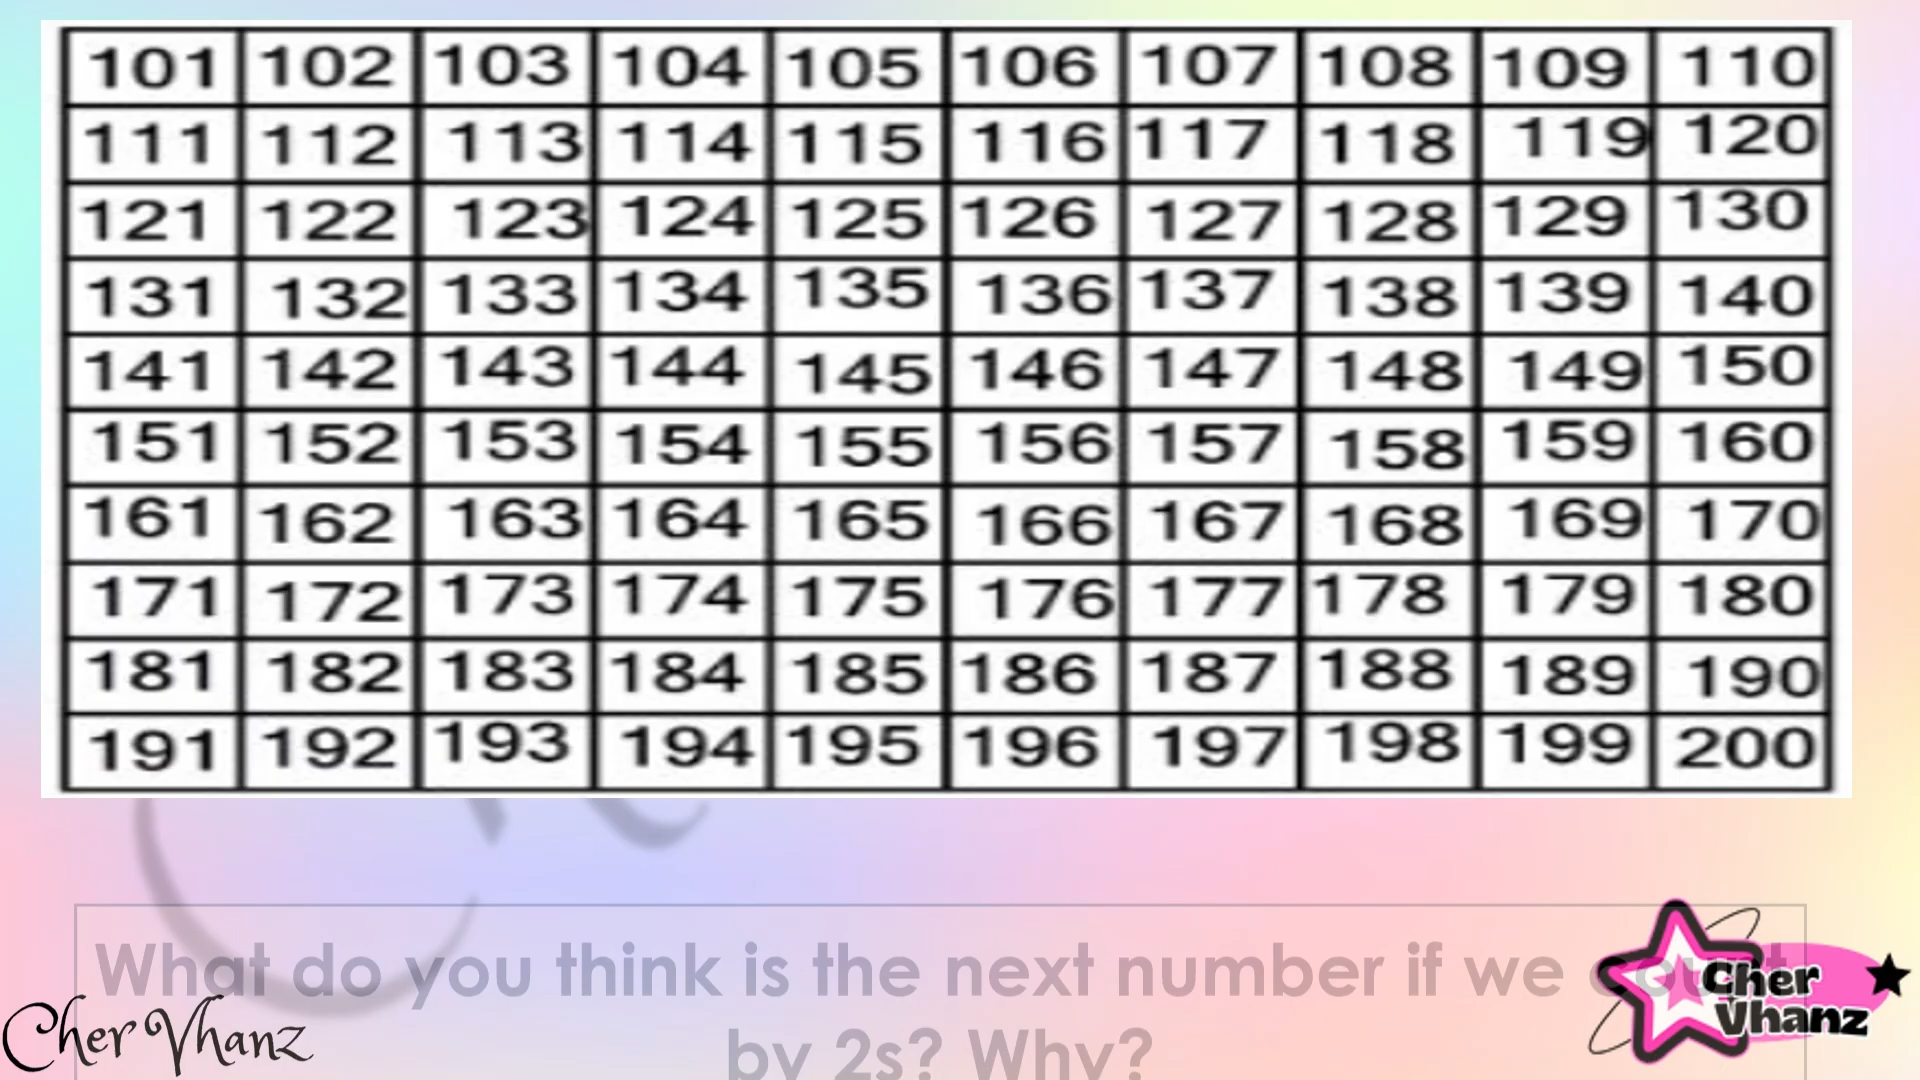 101 102 103 104 105 106 107 108 109 110
111 112 113 114 115 116 117 118 119 120
121 122 123 124 125 126 127 128 129 130
131 132 133 134 135 136 137 138 139 140
141 142 143 144 145 146 147 148 149 150
151 152 153 154 155 156 157 158 159 160
161 162 163 164 165 166 167 168 169 170
171 172 173 174 175 176 177 178 179 180
181 182 183 184 185 186 187 188 189 190
191 192 193 194 195 196 197 198 199 200
What do you think is the next number if we count
by 2s? Why?
Cher Vhanz
Cher
Vhanz